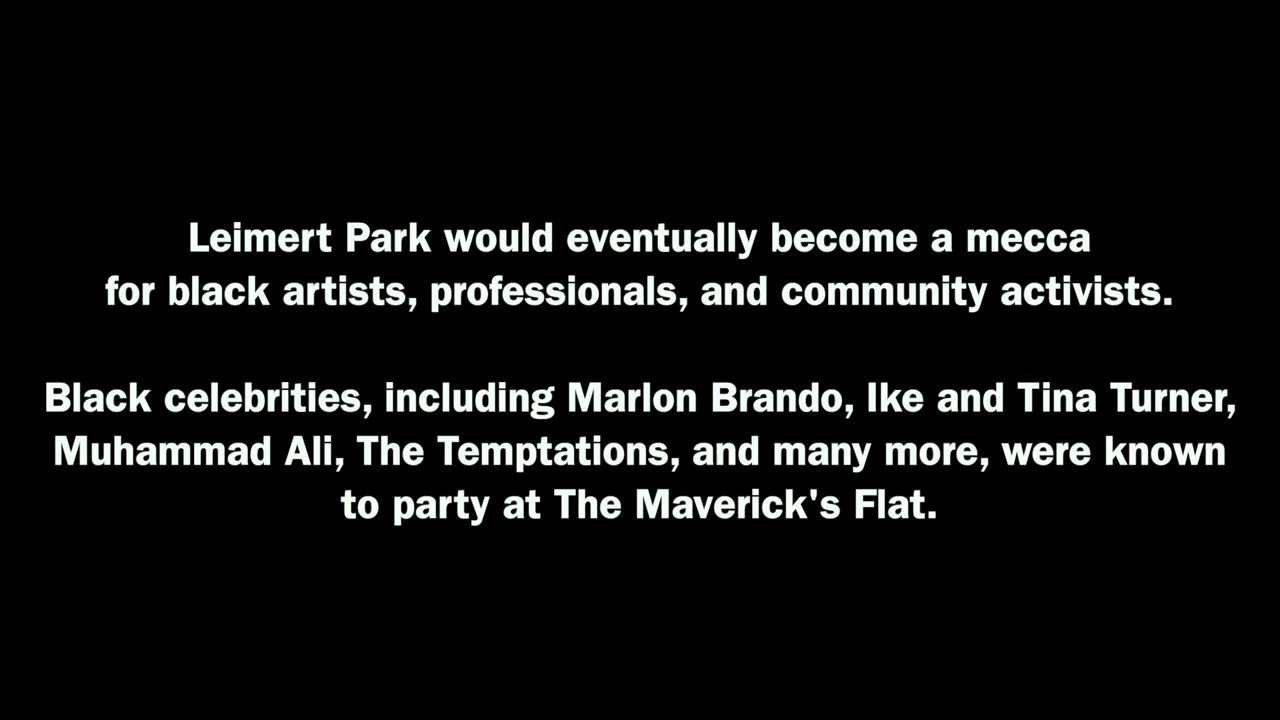 Leimert Park would eventually become a mecca
for black artists, professionals, and community activists.
Black celebrities, including Marlon Brando, Ike and Tina Turner,
Muhammad Ali, The Temptations, and many more, were known
to party at The Maverick's Flat.